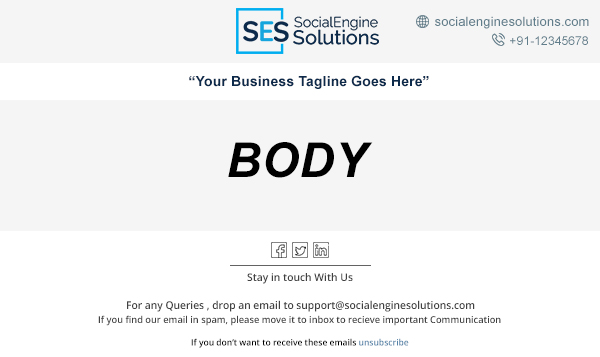 SES SocialEngine
Solutions
socialenginesolutions.com
+91-12345678
“Your Business Tagline Goes Here”
BODY
Stay in touch With Us
For any Queries , drop an email to support@socialenginesolutions.com
If you find our email in spam, please move it to inbox to recieve important Communication
If you don’t want to receive these emails unsubscribe